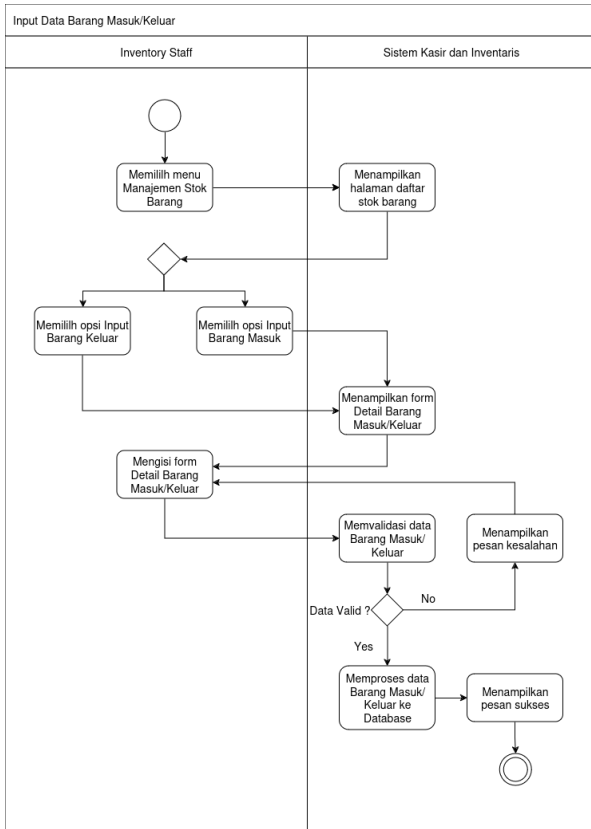 Input Data Barang Masuk/Keluar
Inventory Staff
Sistem Kasir dan Inventaris
Memililh menu
Manajemen Stok
Barang
Menampilkan
halaman daftar
stok barang
Memililh opsi Input
Barang Keluar
Memililh opsi Input
Barang Masuk
Menampilkan form
Detail Barang
Masuk/Keluar
Mengisi form
Detail Barang
Masuk/Keluar
Memvalidasi data
Barang Masuk/
Keluar
Menampilkan
pesan kesalahan
Data Valid ?
No
Yes
Memproses data
Barang Masuk/
Keluar ke
Database
Menampilkan
pesan sukses